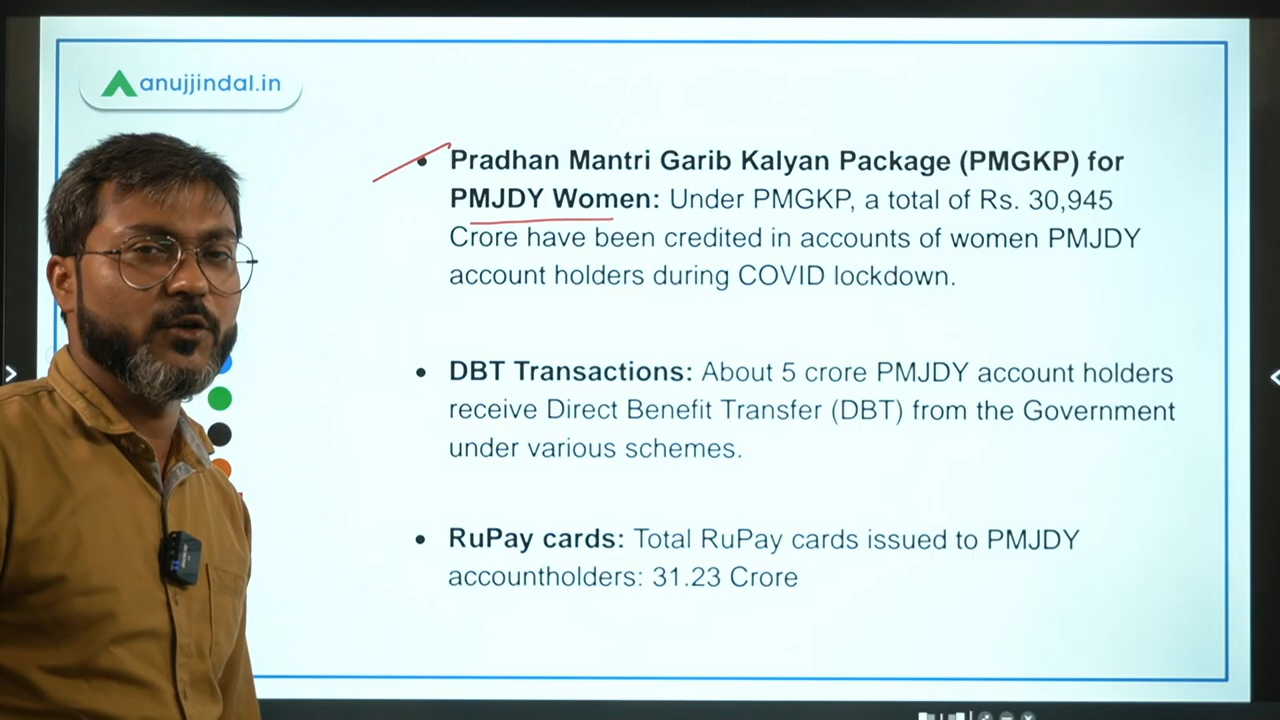 anujjindal.in
• Pradhan Mantri Garib Kalyan Package (PMGKP) for
PMJDY Women: Under PMGKP, a total of Rs. 30,945
Crore have been credited in accounts of women PMJDY
account holders during COVID lockdown.
• DBT Transactions: About 5 crore PMJDY account holders
receive Direct Benefit Transfer (DBT) from the Government
under various schemes.
• RuPay cards: Total RuPay cards issued to PMJDY
accountholders: 31.23 Crore